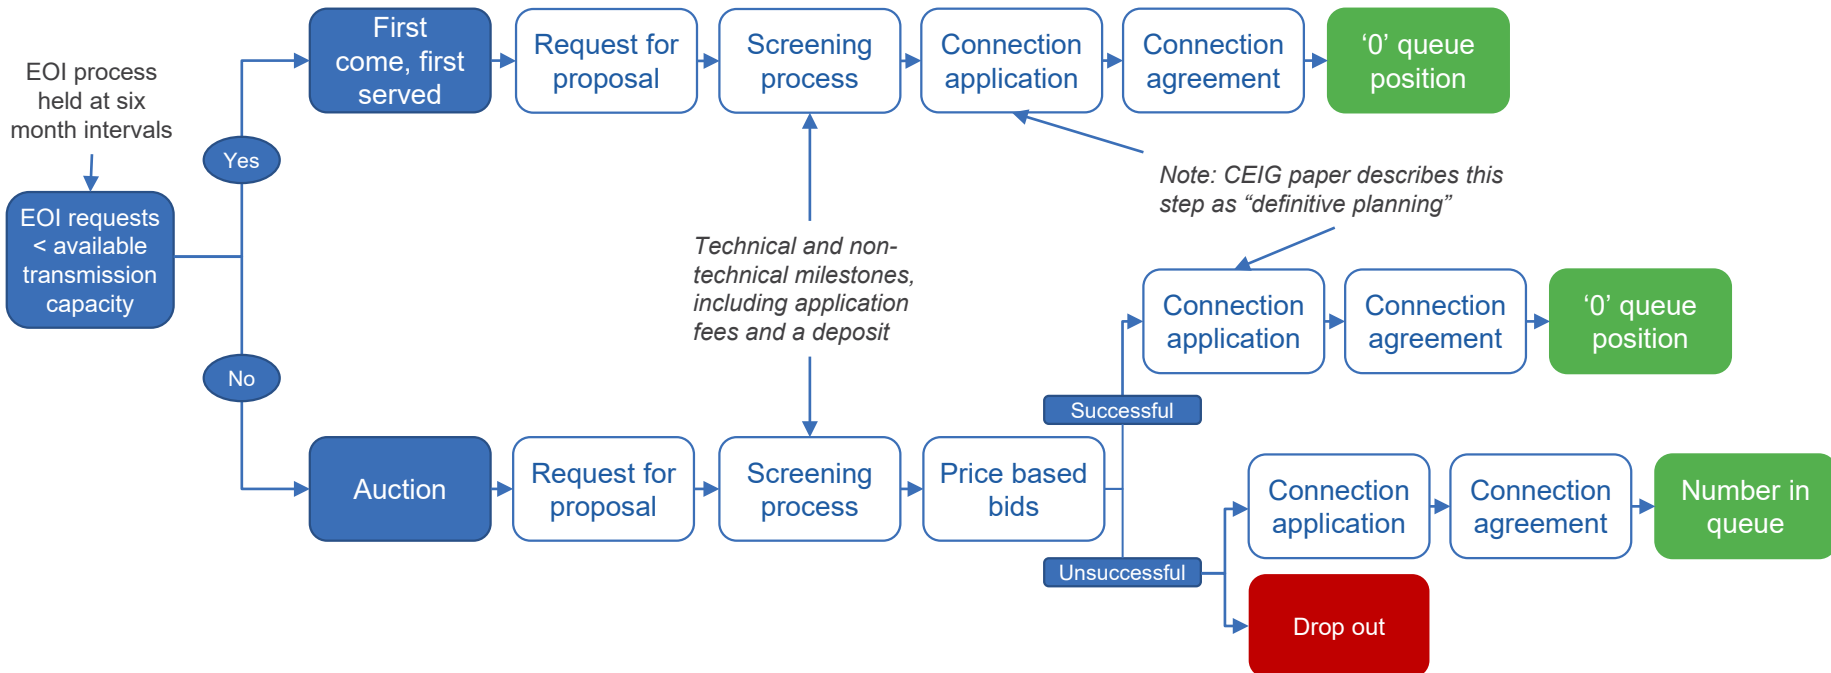 EOI process
held at six
month intervals
EOI requests
< available
transmission
capacity
Yes
No
First
come, first
served
Request for
proposal
Screening
process
Connection
application
Connection
agreement
‘0’ queue
position
Note: CEIG paper describes this
step as “definitive planning”
Technical and non-
technical milestones,
including application
fees and a deposit
Auction
Request for
proposal
Screening
process
Price based
bids
Successful
Connection
application
Connection
agreement
‘0’ queue
position
Unsuccessful
Connection
application
Connection
agreement
Number in
queue
Drop out